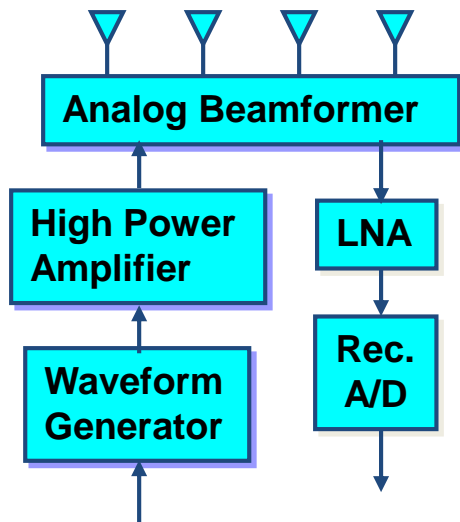 Analog Beamformer
High Power
Amplifier
LNA
Waveform
Generator
Rec.
A/D